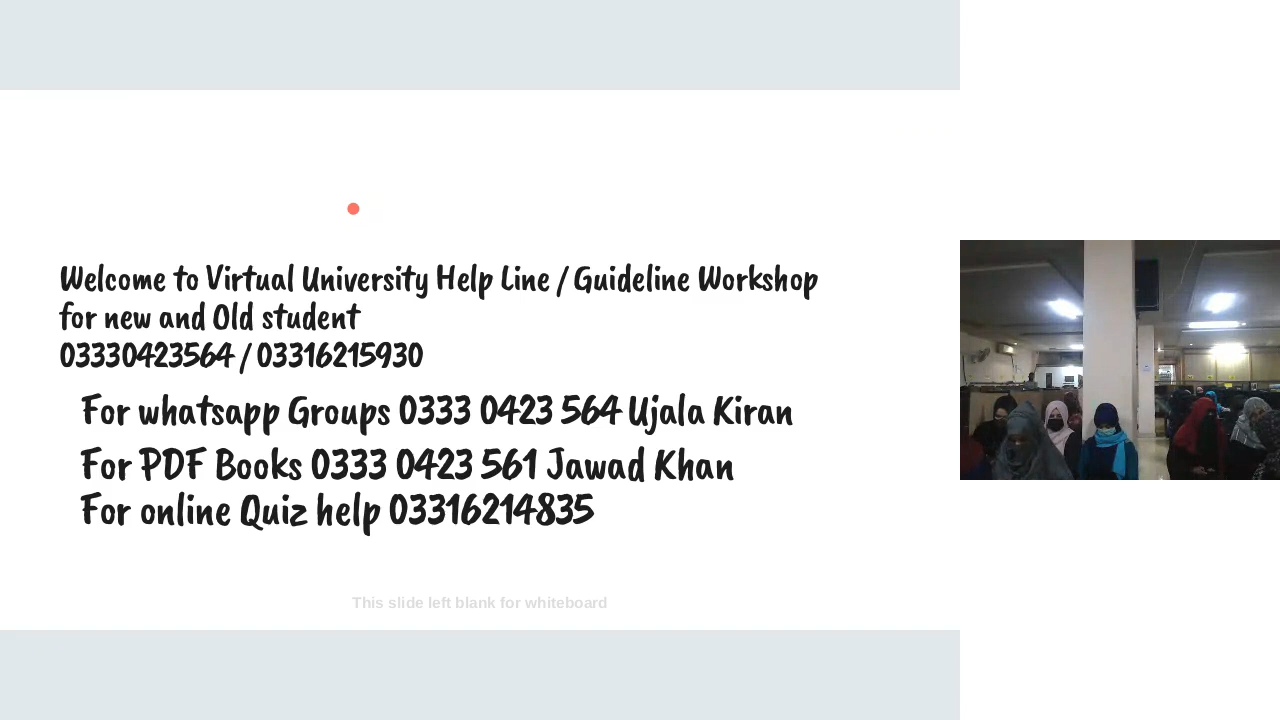 Welcome to Virtual University Help Line / Guideline Workshop
for new and Old student
03330423564 / 03316215930
For whatsapp Groups 0333 0423 564 Ujala Kiran
For PDF Books 0333 0423 561 Jawad Khan
For online Quiz help 03316214835
This slide left blank for whiteboard